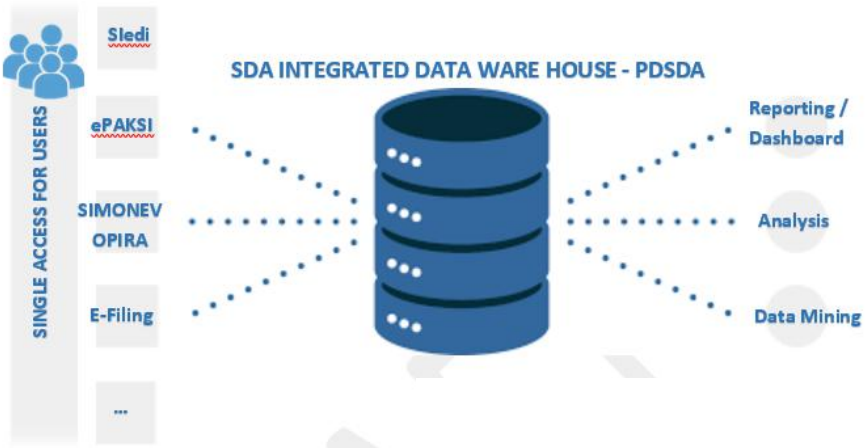 SIedi
SDA INTEGRATED DATA WARE HOUSE - PDSDA
SINGLE ACCESS FOR USERS
ePAKSI
SIMONEV
OPIRA
E-Filing
...
Reporting /
Dashboard
Analysis
Data Mining